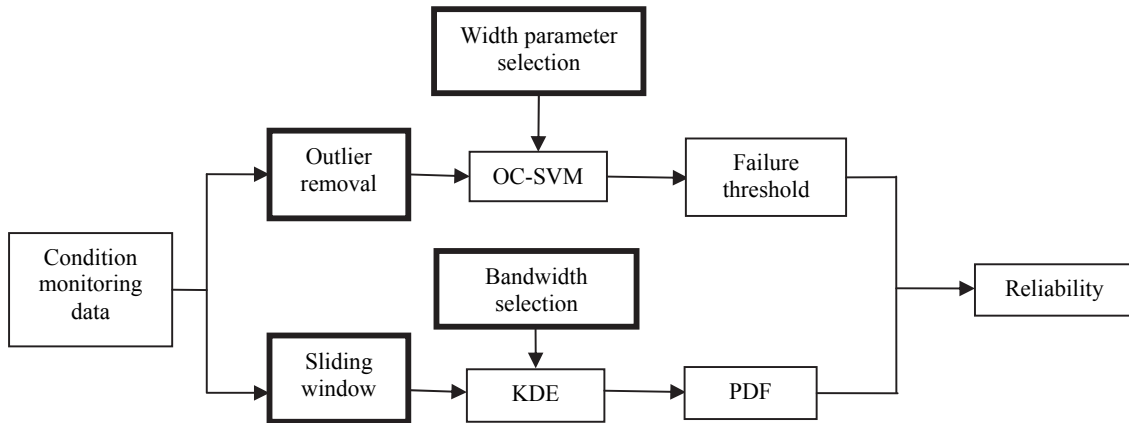 Width parameter
selection
Outlier
removal
OC-SVM
Failure
threshold
Condition
monitoring
data
Bandwidth
selection
Reliability
Sliding
window
KDE
PDF